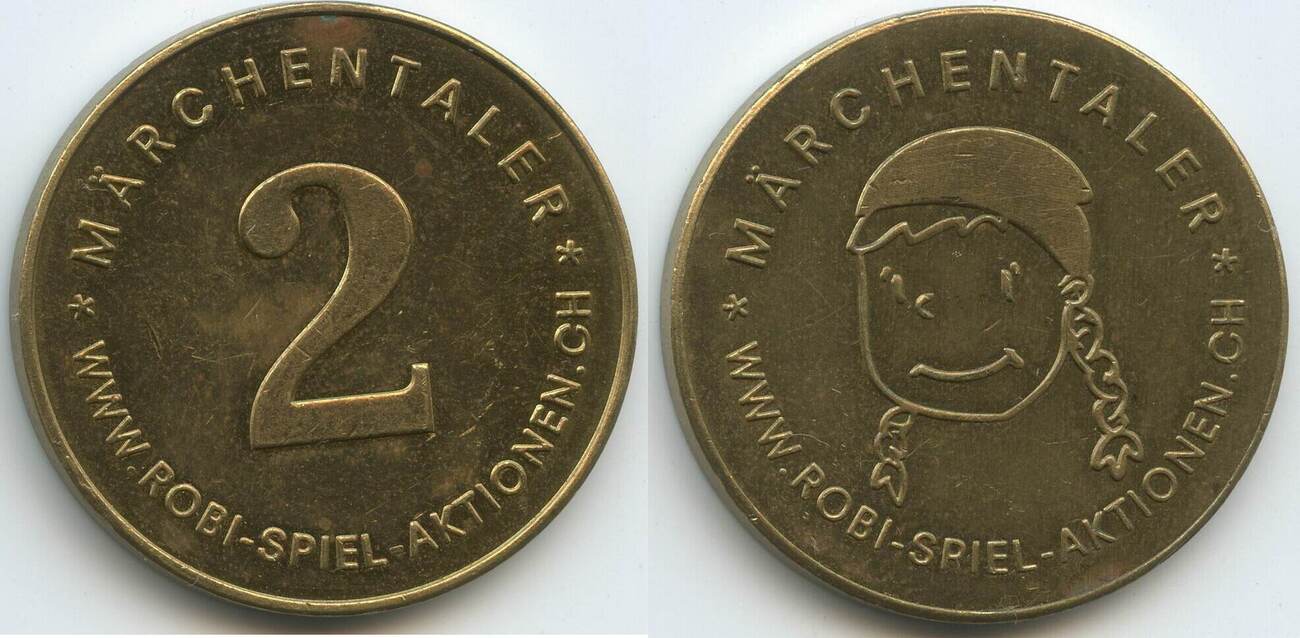 * MÄRCHENTALER *
2
WWW.ROBI-SPIEL-AKTIONEN.CH
* MÄRCHENTALER *
WWW.ROBI-SPIEL-AKTIONEN.CH